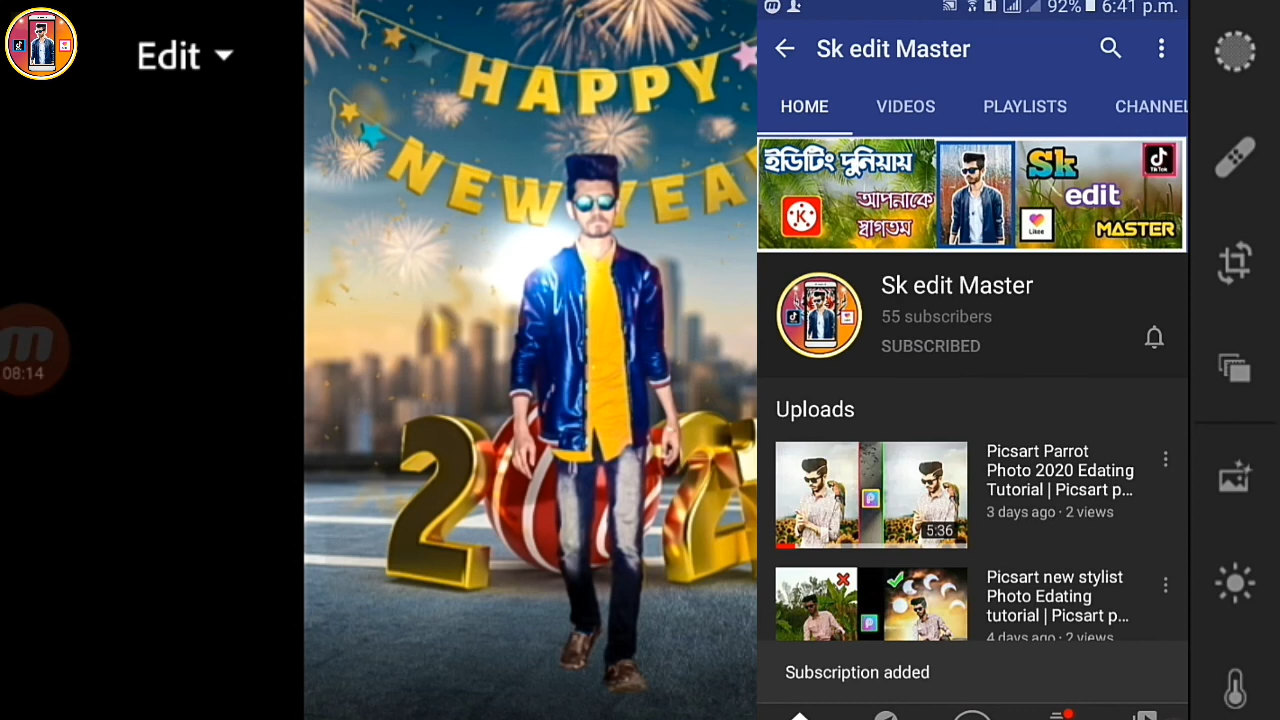 Edit
HAPPY
NEW YEA
202
08:14
92% 6:41 p.m.
Sk edit Master
HOME VIDEOS PLAYLISTS CHANNEL
ইডিটিং দুনিয়ায়
আপনাকে
স্বাগতম
K
Sk
edit
MASTER
TikTok
Likee
Sk edit Master
55 subscribers
SUBSCRIBED
Uploads
Picsart Parrot
Photo 2020 Edating
Tutorial | Picsart p...
3 days ago · 2 views
5:36
Picsart new stylist
Photo Edating
tutorial | Picsart p...
4 days ago · 2 views
Subscription added